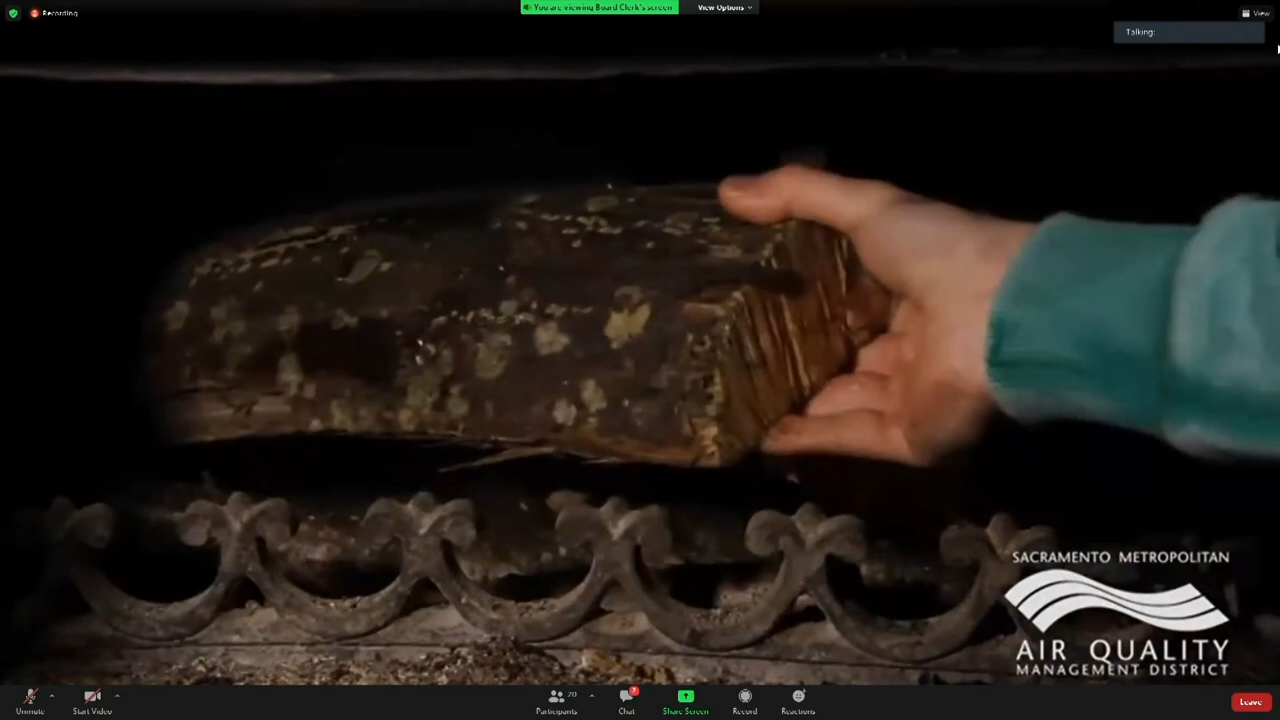 Recording
You are viewing Board Clerk's screen
View Options
View
Talking:
SACRAMENTO METROPOLITAN
AIR QUALITY
MANAGEMENT DISTRICT
Unmute
Start Video
20
Participants
Chat
Share Screen
Record
Reactions
Leave